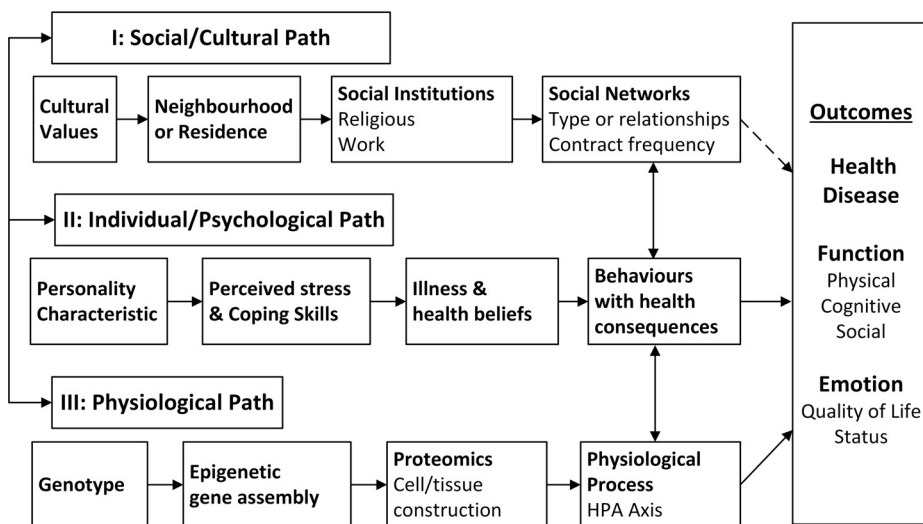 I: Social/Cultural Path
Cultural
Values
Neighbourhood
or Residence
Social Institutions
Religious
Work
Social Networks
Type or relationships
Contract frequency
II: Individual/Psychological Path
Personality
Characteristic
Perceived stress
& Coping Skills
Illness &
health beliefs
Behaviours
with health
consequences
III: Physiological Path
Genotype
Epigenetic
gene assembly
Proteomics
Cell/tissue
construction
Physiological
Process
HPA Axis
Outcomes
Health
Disease
Function
Physical
Cognitive
Social
Emotion
Quality of Life
Status